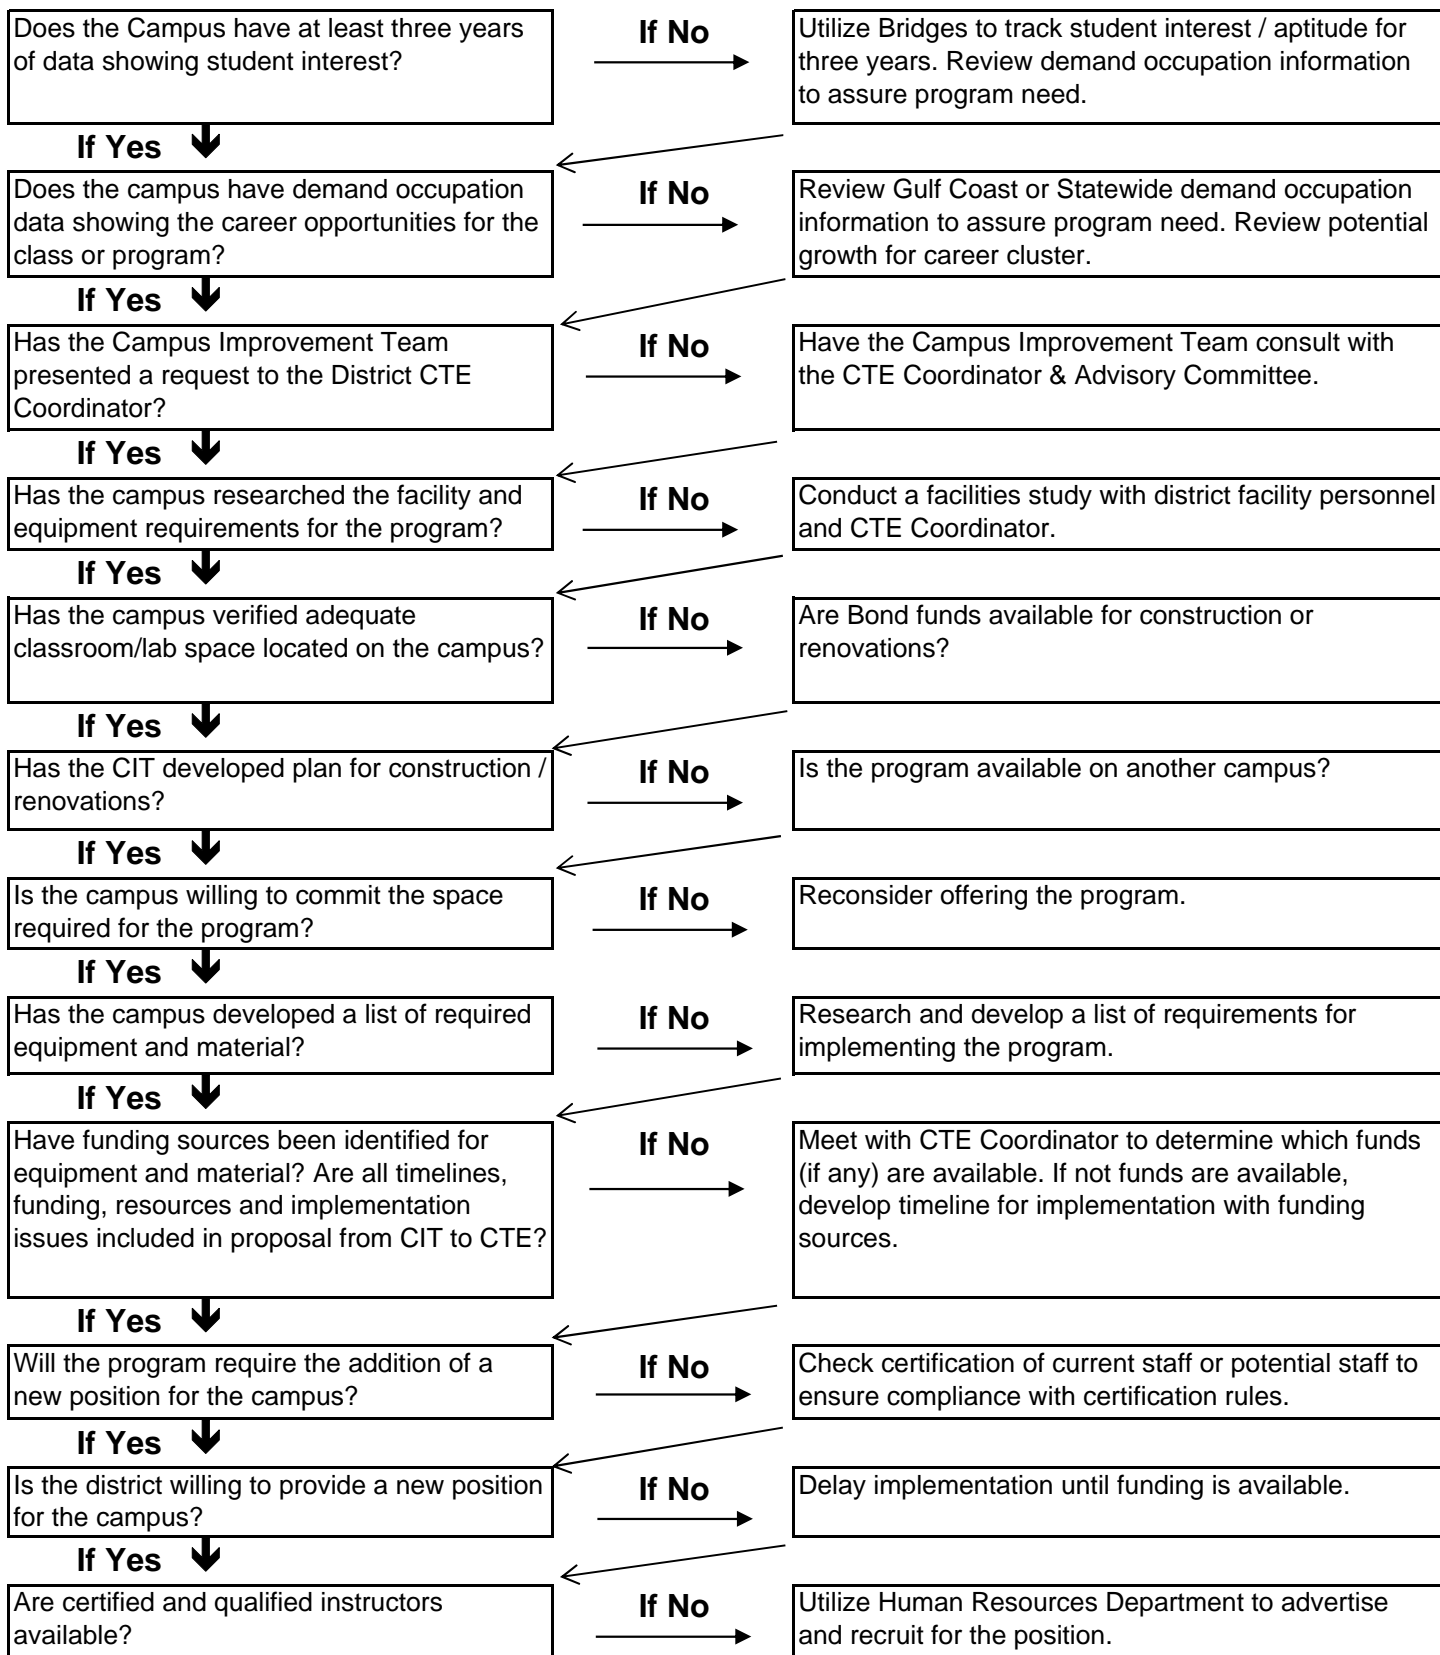 Does the Campus have at least three years
of data showing student interest?
If No
Utilize Bridges to track student interest / aptitude for
three years. Review demand occupation information
to assure program need.
If Yes
Does the campus have demand occupation
data showing the career opportunities for the
class or program?
If No
Review Gulf Coast or Statewide demand occupation
information to assure program need. Review potential
growth for career cluster.
If Yes
Has the Campus Improvement Team
presented a request to the District CTE
Coordinator?
If No
Have the Campus Improvement Team consult with
the CTE Coordinator & Advisory Committee.
If Yes
Has the campus researched the facility and
equipment requirements for the program?
If No
Conduct a facilities study with district facility personnel
and CTE Coordinator.
If Yes
Has the campus verified adequate
classroom/lab space located on the campus?
If No
Are Bond funds available for construction or
renovations?
If Yes
Has the CIT developed plan for construction /
renovations?
If No
Is the program available on another campus?
If Yes
Is the campus willing to commit the space
required for the program?
If No
Reconsider offering the program.
If Yes
Has the campus developed a list of required
equipment and material?
If No
Research and develop a list of requirements for
implementing the program.
If Yes
Have funding sources been identified for
equipment and material? Are all timelines,
funding, resources and implementation
issues included in proposal from CIT to CTE?
If No
Meet with CTE Coordinator to determine which funds
(if any) are available. If not funds are available,
develop timeline for implementation with funding
sources.
If Yes
Will the program require the addition of a
new position for the campus?
If No
Check certification of current staff or potential staff to
ensure compliance with certification rules.
If Yes
Is the district willing to provide a new position
for the campus?
If No
Delay implementation until funding is available.
If Yes
Are certified and qualified instructors
available?
If No
Utilize Human Resources Department to advertise
and recruit for the position.